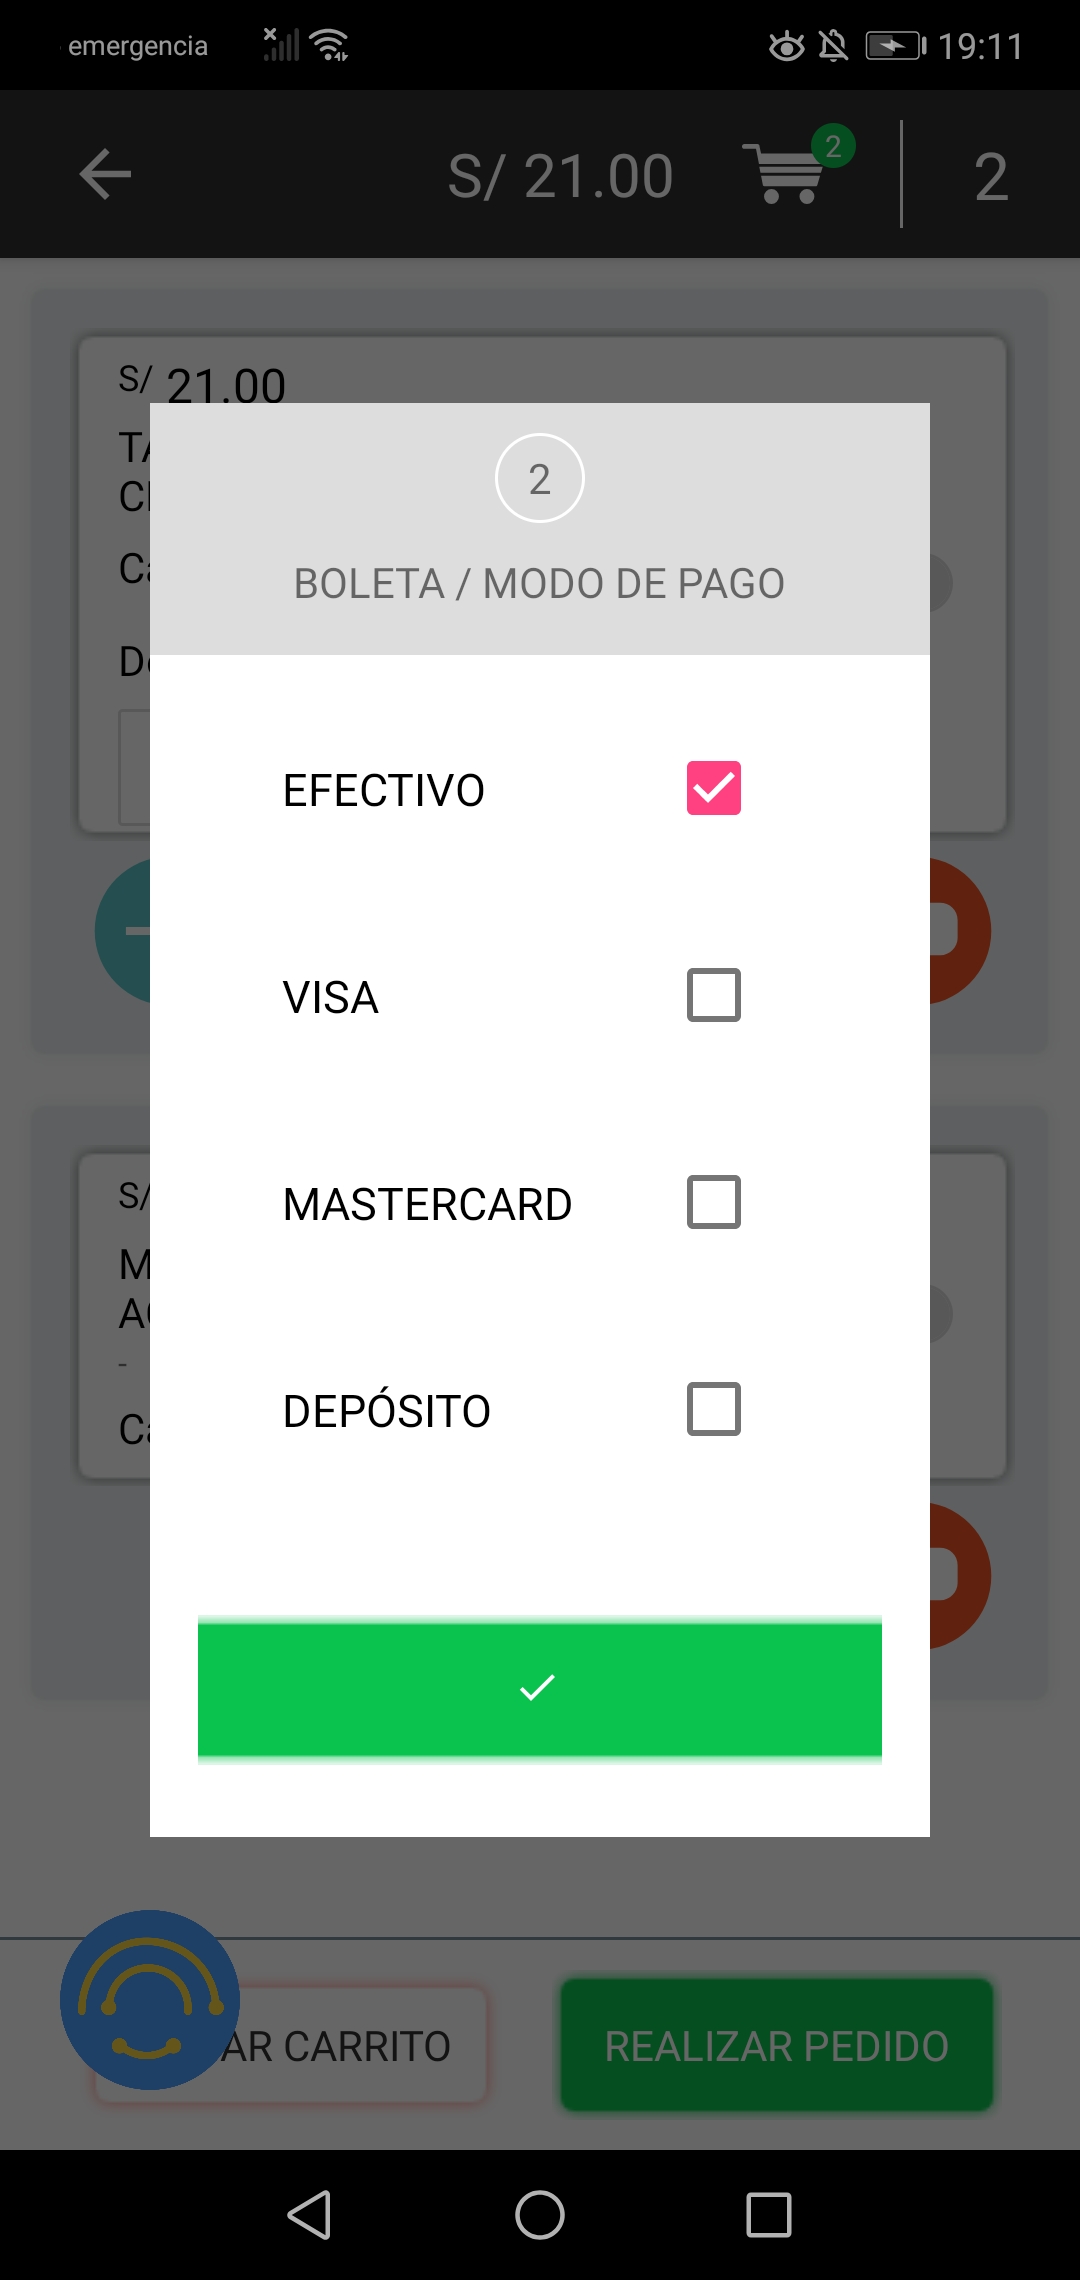 emergencia 19:11
S/ 21.00 2 2
S/ 21.00
2
BOLETA / MODO DE PAGO
EFECTIVO
VISA
MASTERCARD
DEPÓSITO
S/
-
AR CARRITO REALIZAR PEDIDO